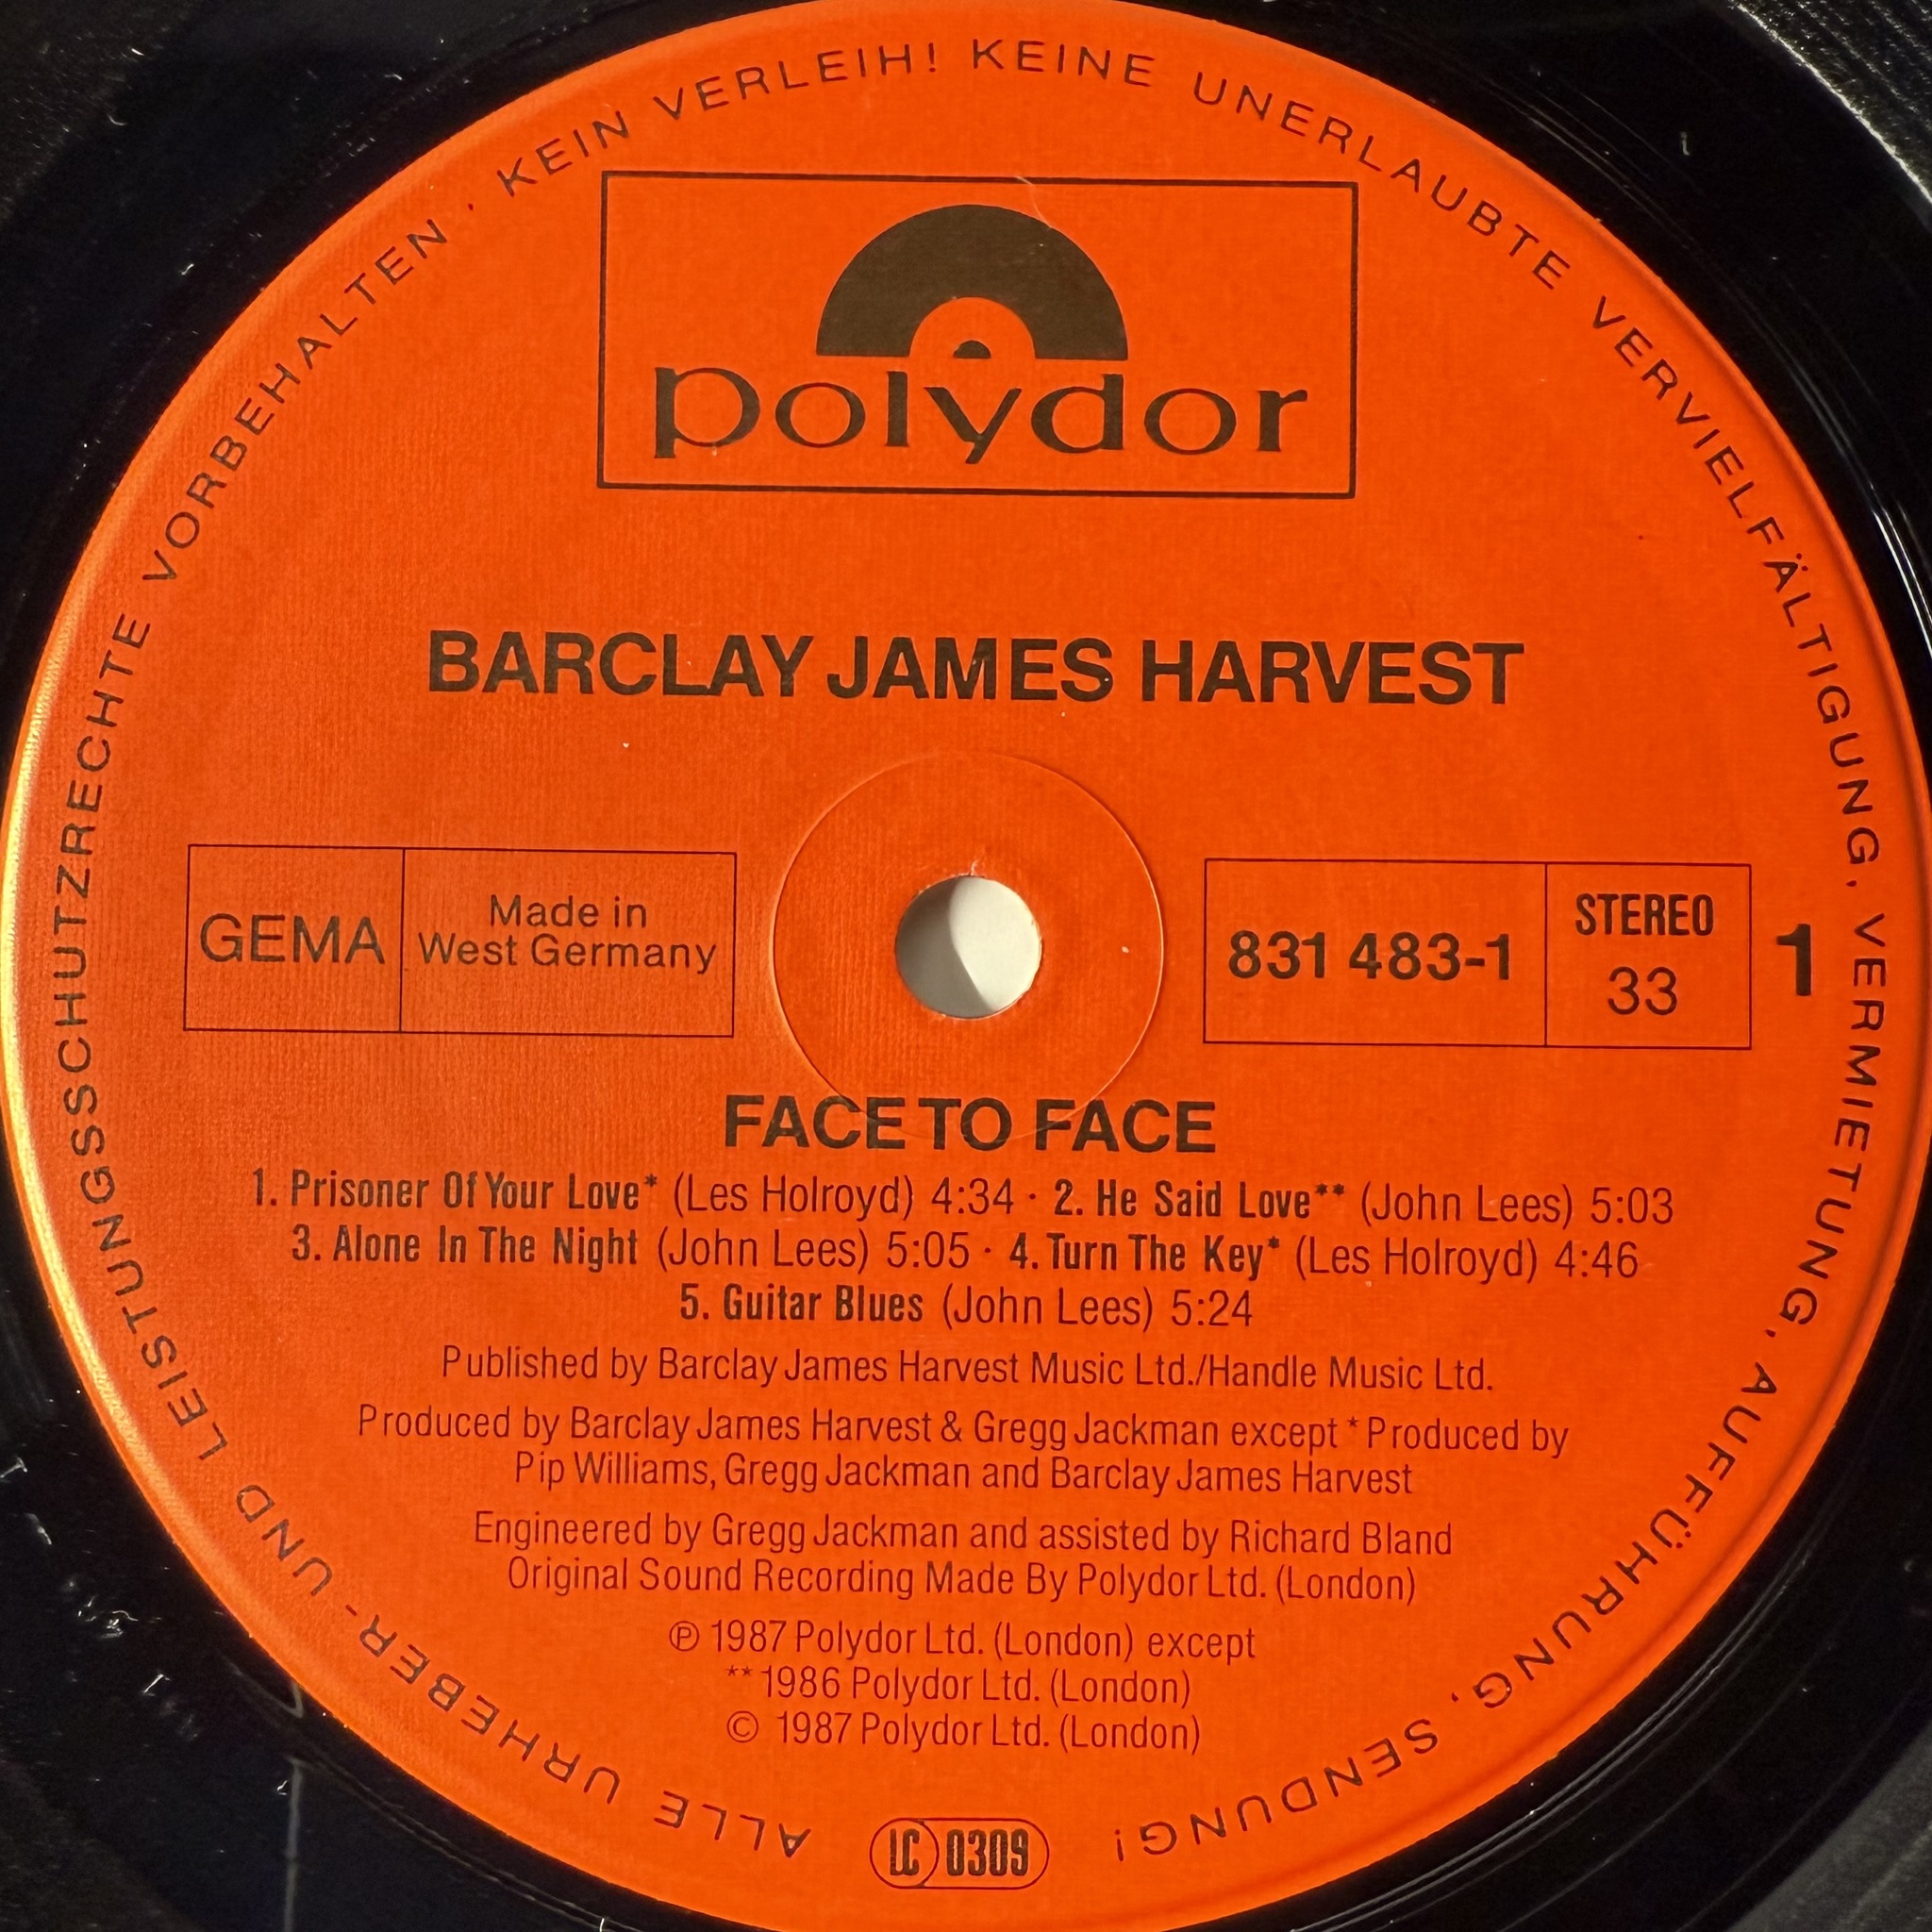 ALLE URHEBER- UND LEISTUNGSSCHUTZRECHTE VORBEHALTEN · KEIN VERLEIH! KEINE UNERLAUBTE VERVIELFÄLTIGUNG, VERMIETUNG, AUFFÜHRUNG, SENDUNG!
polydor
BARCLAY JAMES HARVEST
GEMA
Made in
West Germany
831 483-1
STEREO
33
1
FACE TO FACE
1. Prisoner Of Your Love* (Les Holroyd) 4:34 · 2. He Said Love** (John Lees) 5:03
3. Alone In The Night (John Lees) 5:05 · 4. Turn The Key* (Les Holroyd) 4:46
5. Guitar Blues (John Lees) 5:24
Published by Barclay James Harvest Music Ltd./Handle Music Ltd.
Produced by Barclay James Harvest & Gregg Jackman except * Produced by
Pip Williams, Gregg Jackman and Barclay James Harvest
Engineered by Gregg Jackman and assisted by Richard Bland
Original Sound Recording Made By Polydor Ltd. (London)
℗ 1987 Polydor Ltd. (London) except
** 1986 Polydor Ltd. (London)
© 1987 Polydor Ltd. (London)
LC 0309